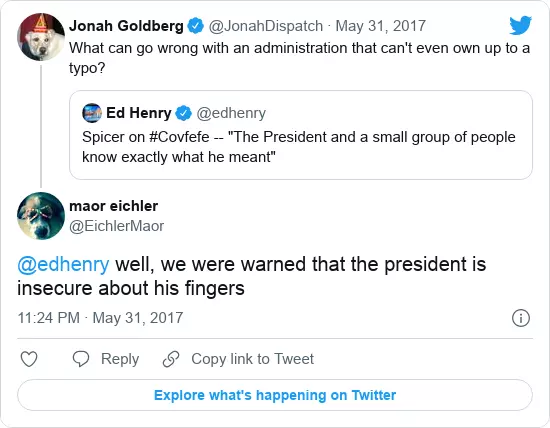 Jonah Goldberg @JonahDispatch · May 31, 2017
What can go wrong with an administration that can't even own up to a
typo?
Ed Henry @edhenry
Spicer on #Covfefe -- "The President and a small group of people
know exactly what he meant"
maor eichler
@EichlerMaor
@edhenry well, we were warned that the president is
insecure about his fingers
11:24 PM · May 31, 2017
Reply
Copy link to Tweet
Explore what's happening on Twitter